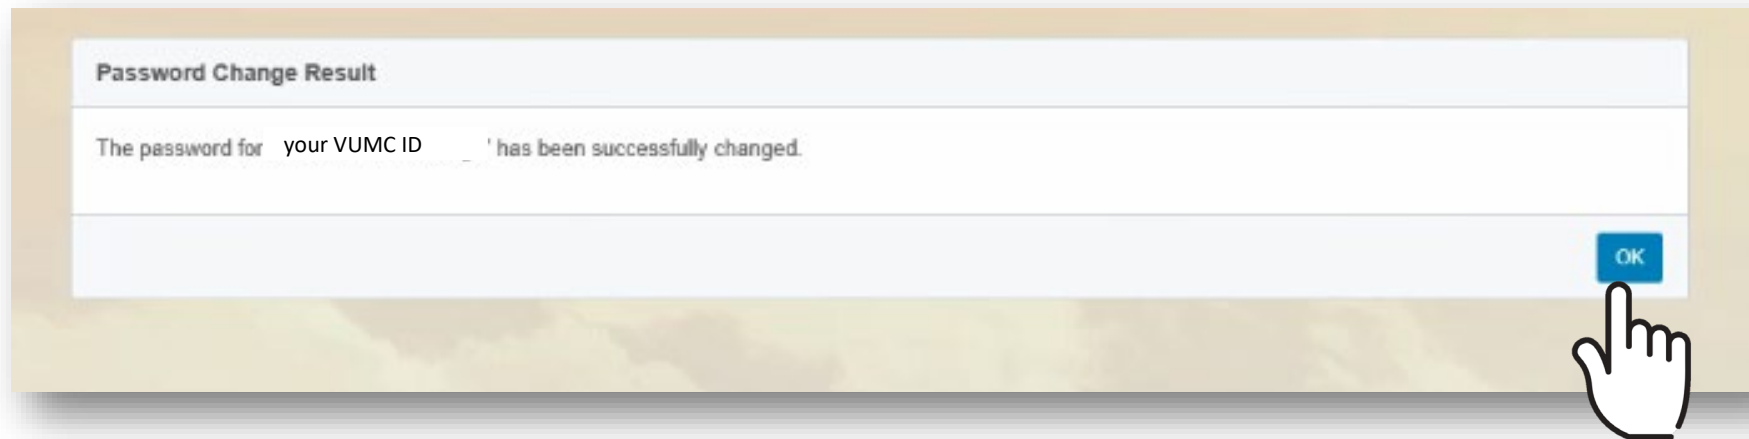 Password Change Result
The password for your VUMC ID ' has been successfully changed.
OK